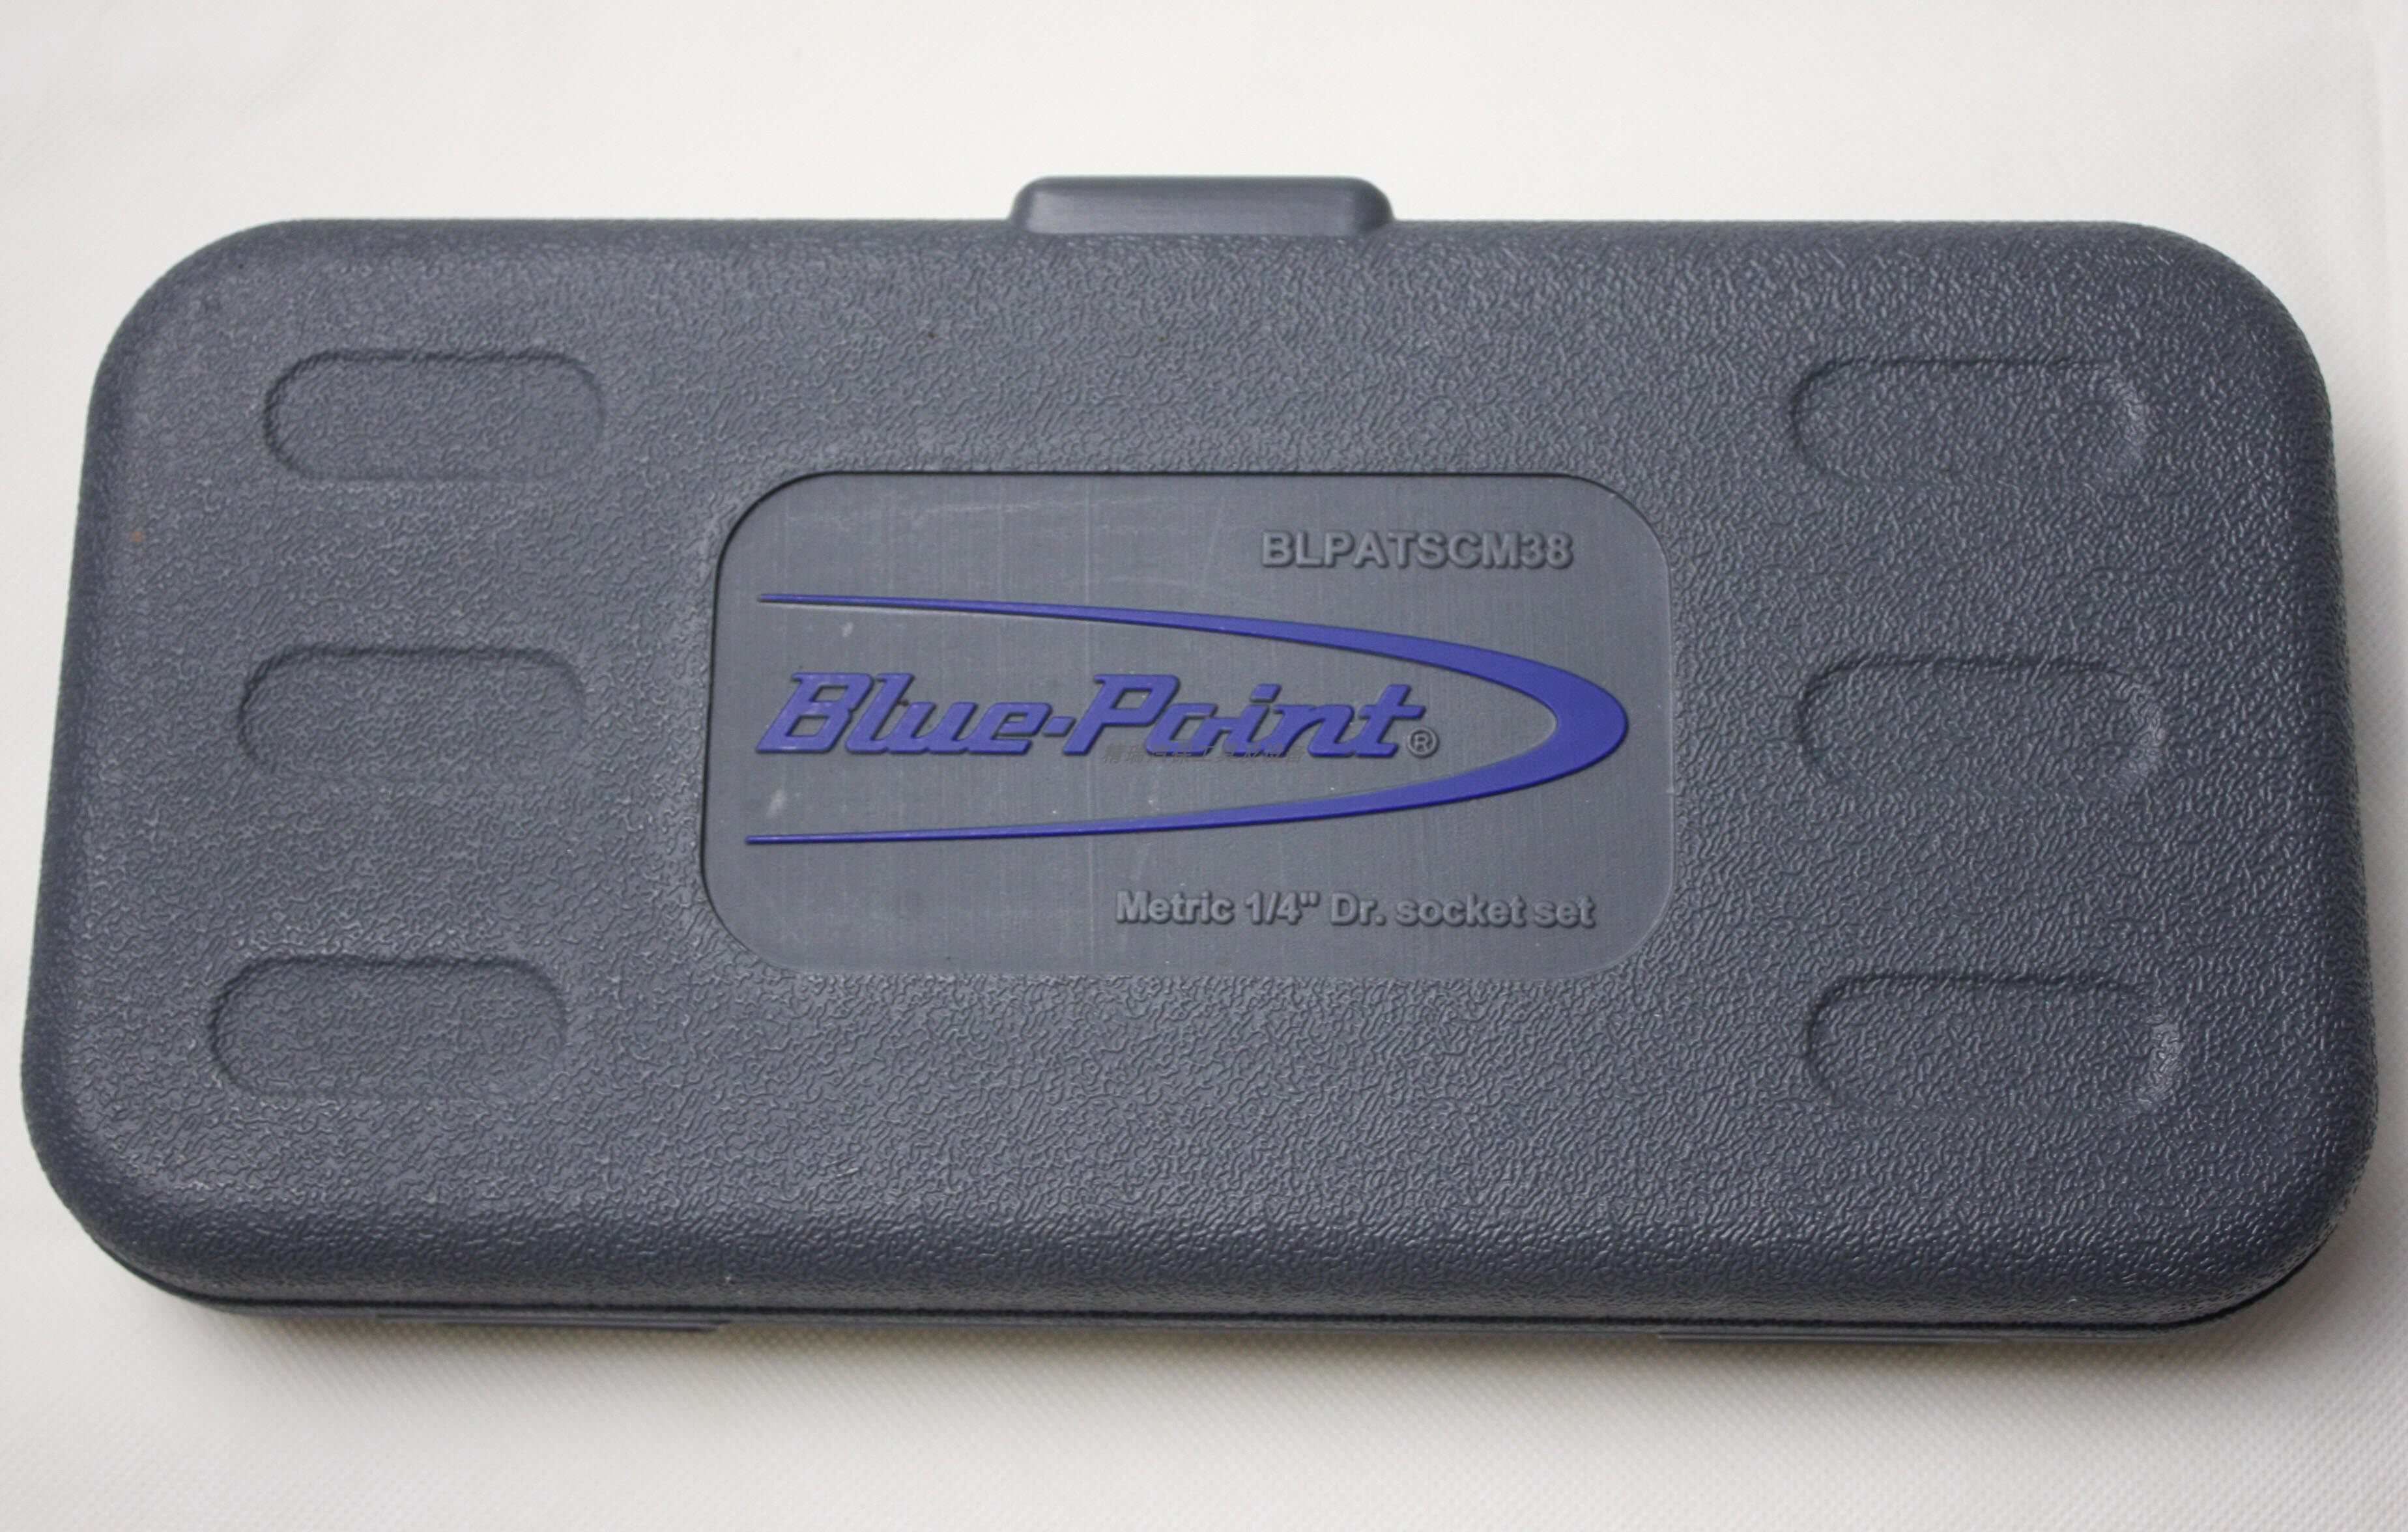 BLPATSCM38
Blue-Point®
Metric 1/4" Dr. socket set